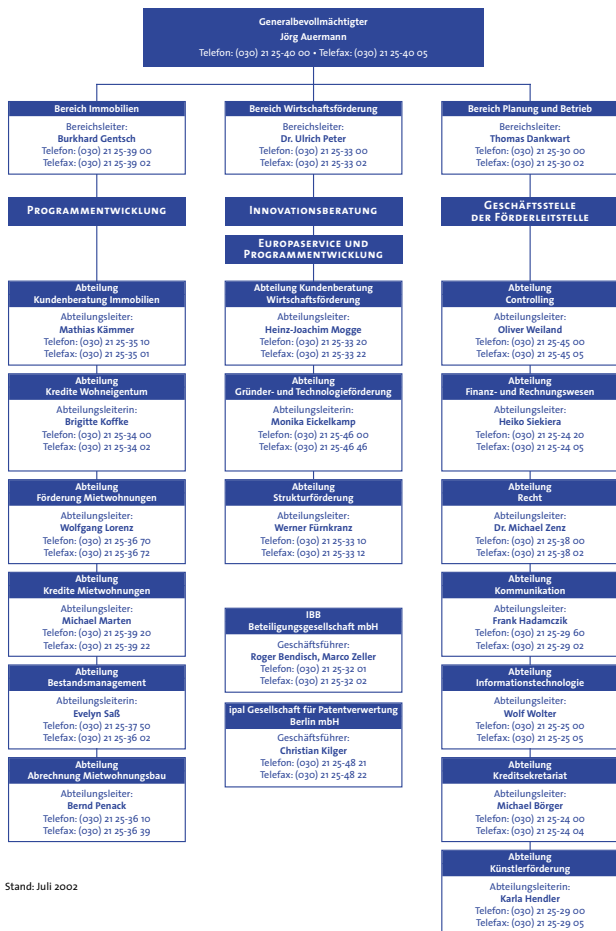 Generalbevollmächtigter
Jörg Auermann
Telefon: (030) 21 25-40 00 • Telefax: (030) 21 25-40 05
Bereich Immobilien
Bereichsleiter:
Burkhard Gentsch
Telefon: (030) 21 25-39 00
Telefax: (030) 21 25-39 02
PROGRAMMENTWICKLUNG
Abteilung
Kundenberatung Immobilien
Abteilungsleiter:
Mathias Kämmer
Telefon: (030) 21 25-35 10
Telefax: (030) 21 25-35 01
Abteilung
Kredite Wohneigentum
Abteilungsleiterin:
Brigitte Koffke
Telefon: (030) 21 25-34 00
Telefax: (030) 21 25-34 02
Abteilung
Förderung Mietwohnungen
Abteilungsleiter:
Wolfgang Lorenz
Telefon: (030) 21 25-36 70
Telefax: (030) 21 25-36 72
Abteilung
Kredite Mietwohnungen
Abteilungsleiter:
Michael Marten
Telefon: (030) 21 25-39 20
Telefax: (030) 21 25-39 22
Abteilung
Bestandsmanagement
Abteilungsleiterin:
Evelyn Saß
Telefon: (030) 21 25-37 50
Telefax: (030) 21 25-36 02
Abteilung
Abrechnung Mietwohnungsbau
Abteilungsleiter:
Bernd Penack
Telefon: (030) 21 25-36 10
Telefax: (030) 21 25-36 39
Bereich Wirtschaftsförderung
Bereichsleiter:
Dr. Ulrich Peter
Telefon: (030) 21 25-33 00
Telefax: (030) 21 25-33 02
INNOVATIONSBERATUNG
EUROPASERVICE UND
PROGRAMMENTWICKLUNG
Abteilung Kundenberatung
Wirtschaftsförderung
Abteilungsleiter:
Heinz-Joachim Mogge
Telefon: (030) 21 25-33 20
Telefax: (030) 21 25-33 22
Abteilung
Gründer- und Technologieförderung
Abteilungsleiterin:
Monika Eickelkamp
Telefon: (030) 21 25-46 00
Telefax: (030) 21 25-46 46
Abteilung
Strukturförderung
Abteilungsleiter:
Werner Fürnkranz
Telefon: (030) 21 25-33 10
Telefax: (030) 21 25-33 12
IBB
Beteiligungsgesellschaft mbH
Geschäftsführer:
Roger Bendisch, Marco Zeller
Telefon: (030) 21 25-32 01
Telefax: (030) 21 25-32 02
ipal Gesellschaft für Patentverwertung
Berlin mbH
Geschäftsführer:
Christian Kilger
Telefon: (030) 21 25-48 21
Telefax: (030) 21 25-48 22
Bereich Planung und Betrieb
Bereichsleiter:
Thomas Dankwart
Telefon: (030) 21 25-30 00
Telefax: (030) 21 25-30 02
GESCHÄFTSSTELLE
DER FÖRDERLEITSTELLE
Abteilung
Controlling
Abteilungsleiter:
Oliver Weiland
Telefon: (030) 21 25-45 00
Telefax: (030) 21 25-45 05
Abteilung
Finanz- und Rechnungswesen
Abteilungsleiter:
Heiko Siekiera
Telefon: (030) 21 25-24 20
Telefax: (030) 21 25-24 05
Abteilung
Recht
Abteilungsleiter:
Dr. Michael Zenz
Telefon: (030) 21 25-38 00
Telefax: (030) 21 25-38 02
Abteilung
Kommunikation
Abteilungsleiter:
Frank Hadamczik
Telefon: (030) 21 25-29 60
Telefax: (030) 21 25-29 02
Abteilung
Informationstechnologie
Abteilungsleiter:
Wolf Wolter
Telefon: (030) 21 25-25 00
Telefax: (030) 21 25-25 05
Abteilung
Kreditsekretariat
Abteilungsleiter:
Michael Börger
Telefon: (030) 21 25-24 00
Telefax: (030) 21 25-24 04
Abteilung
Künstlerförderung
Abteilungsleiterin:
Karla Hendler
Telefon: (030) 21 25-29 00
Telefax: (030) 21 25-29 05
Stand: Juli 2002